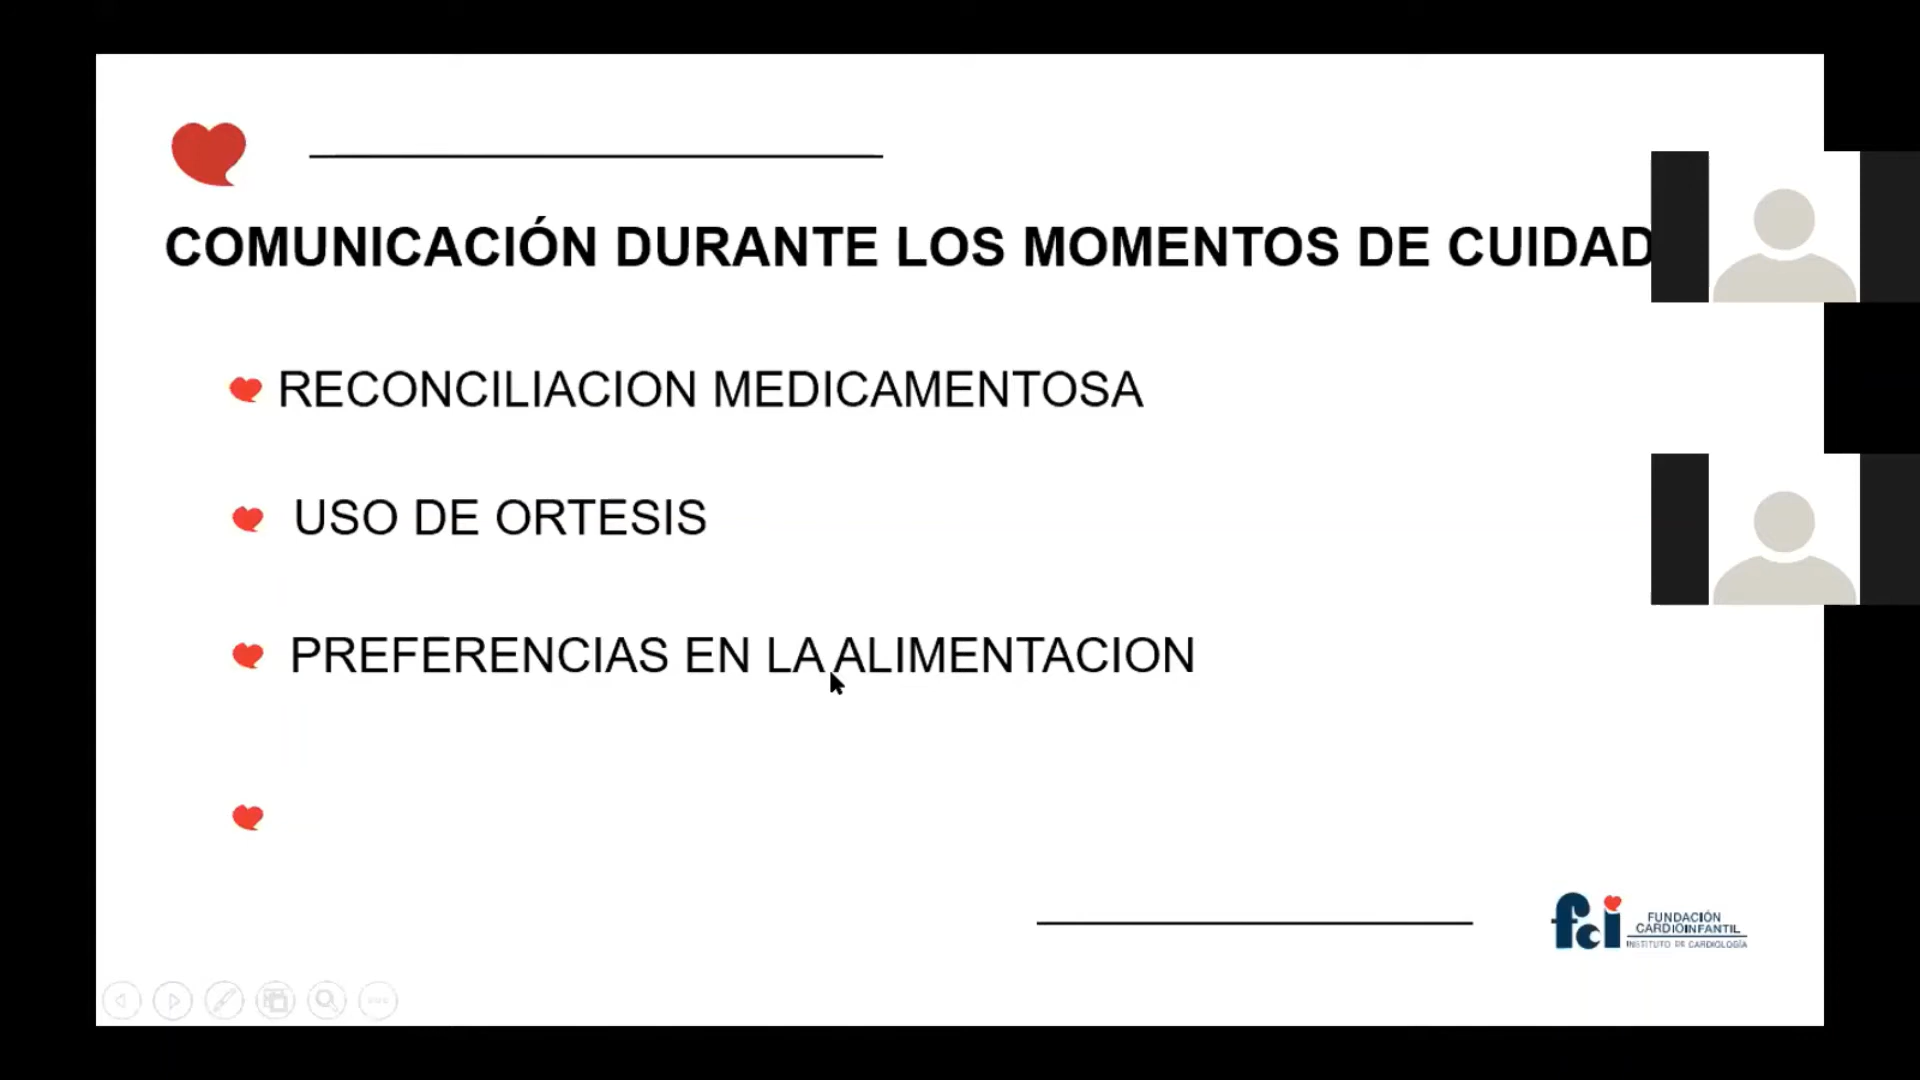 COMUNICACIÓN DURANTE LOS MOMENTOS DE CUIDAD
RECONCILIACION MEDICAMENTOSA
USO DE ORTESIS
PREFERENCIAS EN LA ALIMENTACION
fci
FUNDACIÓN
CARDIOINFANTIL
INSTITUTO DE CARDIOLOGÍA